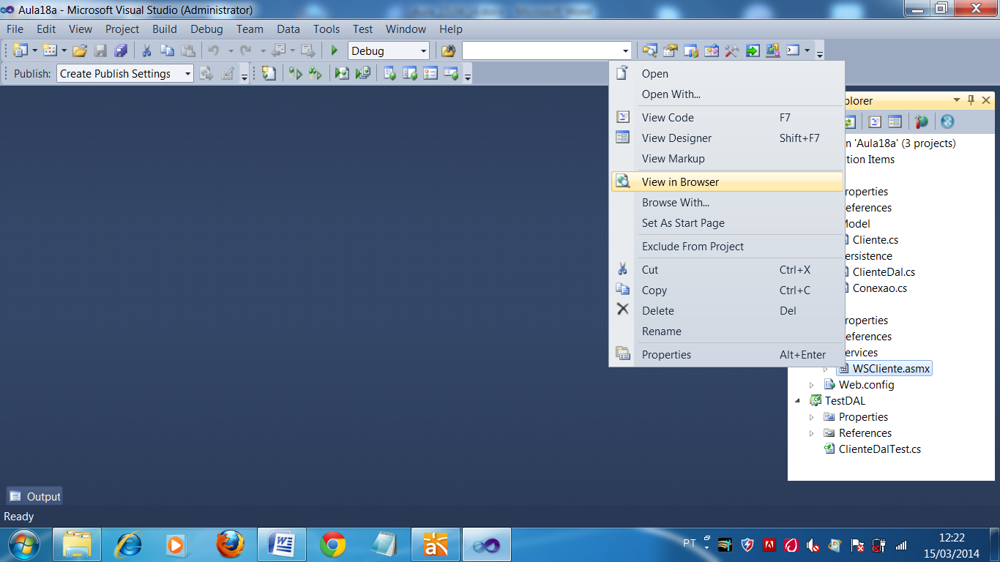 Aula18a - Microsoft Visual Studio (Administrator)
File Edit View Project Build Debug Team Data Tools Test Window Help
Debug
Publish: Create Publish Settings
Open
Open With...
View Code F7
View Designer Shift+F7
View Markup
View in Browser
Browse With...
Set As Start Page
Exclude From Project
Cut Ctrl+X
Copy Ctrl+C
Delete Del
Rename
Properties Alt+Enter
plorer
n 'Aula18a' (3 projects)
tion Items
roperties
eferences
Model
Cliente.cs
ersistence
ClienteDal.cs
Conexao.cs
roperties
eferences
ervices
WSCliente.asmx
Web.config
TestDAL
Properties
References
ClienteDalTest.cs
Output
Ready
PT
12:22
15/03/2014